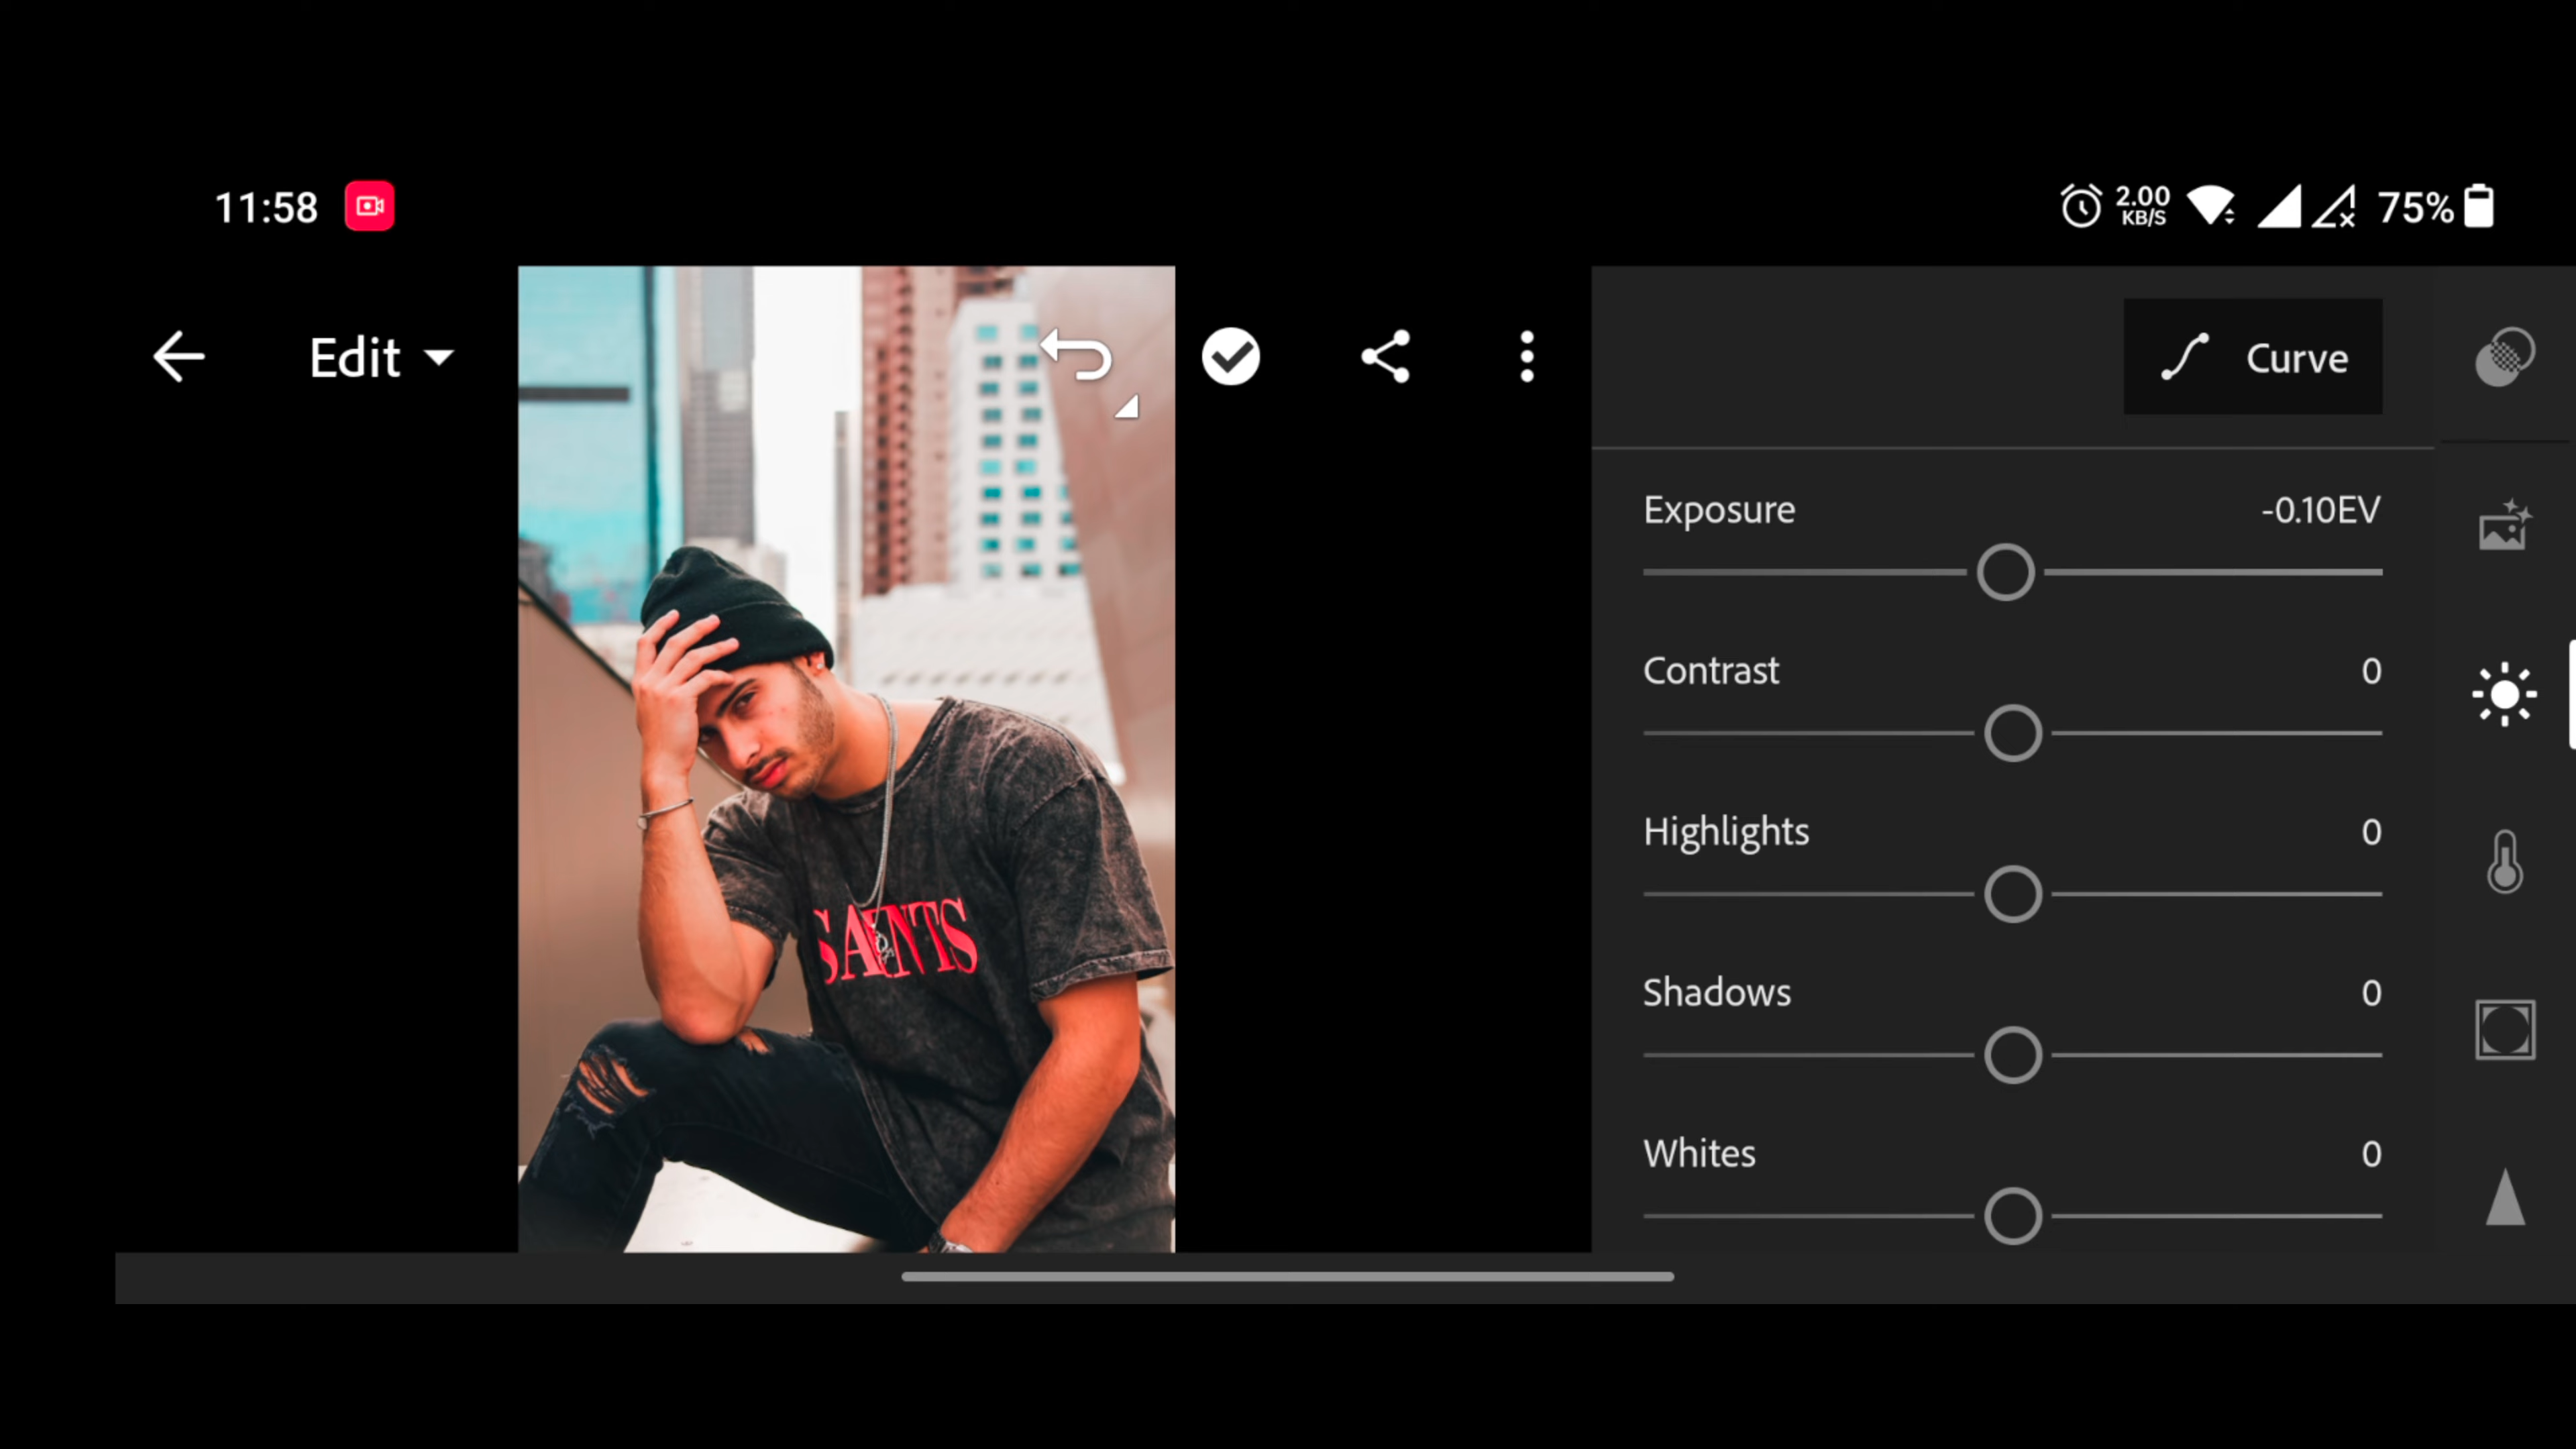 11:58
2.00
KB/S
75%
Edit
Curve
Exposure -0.10EV
Contrast 0
Highlights 0
SAINTS
Shadows 0
Whites 0